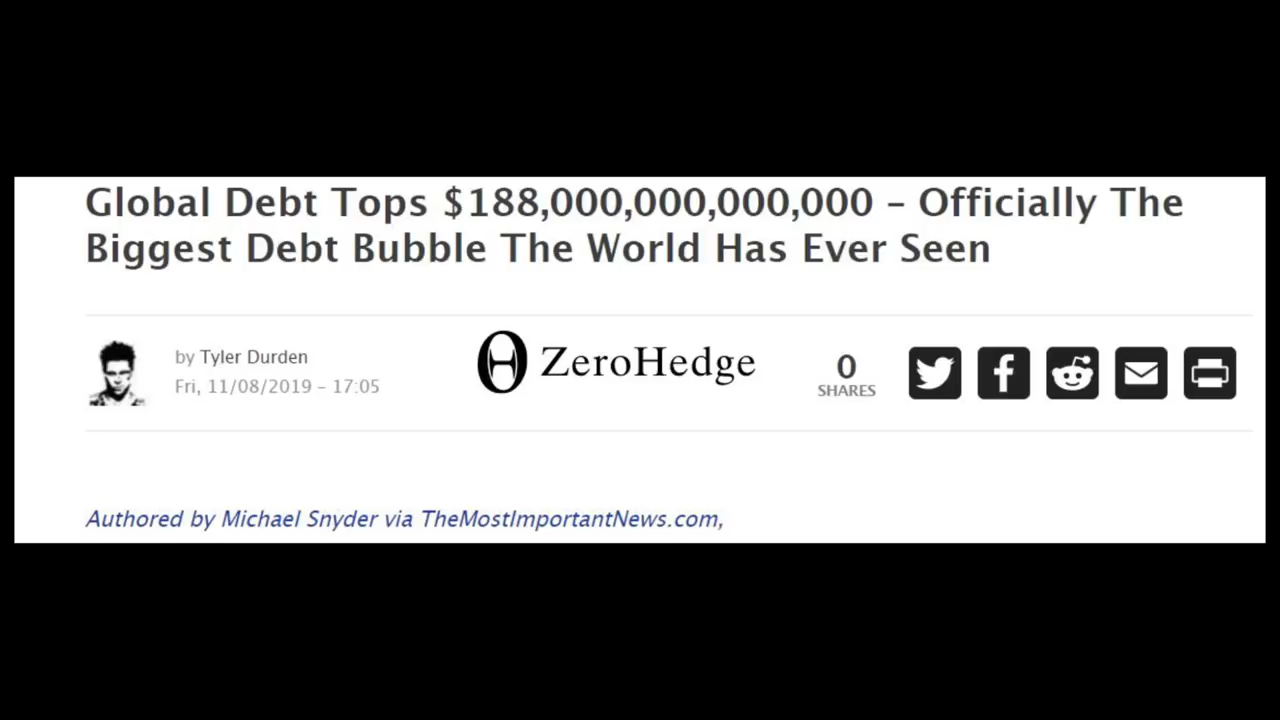 Global Debt Tops $188,000,000,000,000 – Officially The
Biggest Debt Bubble The World Has Ever Seen
by Tyler Durden
Fri, 11/08/2019 – 17:05
ZeroHedge
0
SHARES
Authored by Michael Snyder via TheMostImportantNews.com,